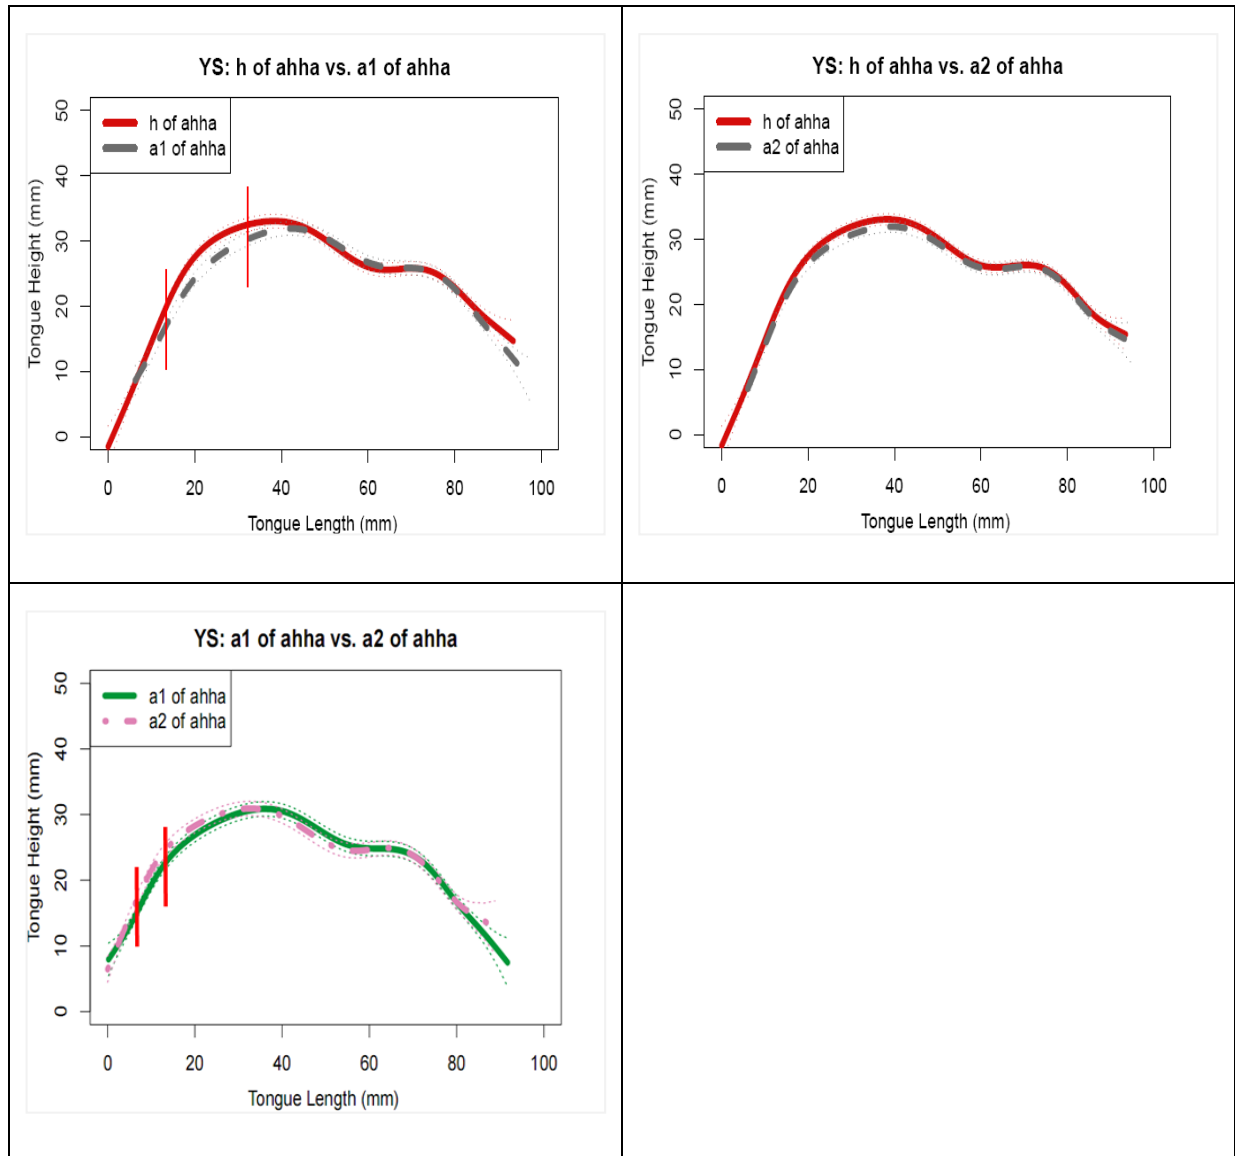 YS: h of ahha vs. a1 of ahha
h of ahha
a1 of ahha
Tongue Height (mm)
50
40
30
20
10
0
0 20 40 60 80 100
Tongue Length (mm)
YS: h of ahha vs. a2 of ahha
h of ahha
a2 of ahha
Tongue Height (mm)
50
40
30
20
10
0
0 20 40 60 80 100
Tongue Length (mm)
YS: a1 of ahha vs. a2 of ahha
a1 of ahha
a2 of ahha
Tongue Height (mm)
50
40
30
20
10
0
0 20 40 60 80 100
Tongue Length (mm)